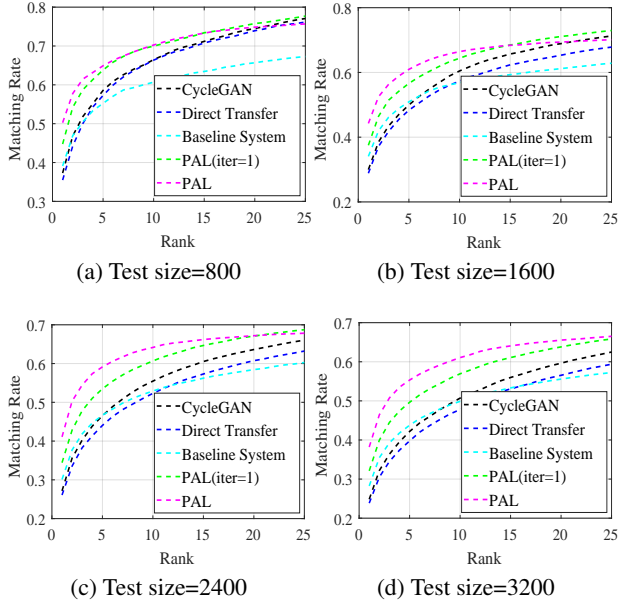 0.8
0.7
0.6
0.5
0.4
0.3
Matching Rate
CycleGAN
Direct Transfer
Baseline System
PAL(iter=1)
PAL
0 5 10 15 20 25
Rank
(a) Test size=800
0.8
0.6
0.4
0.2
Matching Rate
CycleGAN
Direct Transfer
Baseline System
PAL(iter=1)
PAL
0 5 10 15 20 25
Rank
(b) Test size=1600
0.7
0.6
0.5
0.4
0.3
0.2
Matching Rate
CycleGAN
Direct Transfer
Baseline System
PAL(iter=1)
PAL
0 5 10 15 20 25
Rank
(c) Test size=2400
0.7
0.6
0.5
0.4
0.3
0.2
Matching Rate
CycleGAN
Direct Transfer
Baseline System
PAL(iter=1)
PAL
0 5 10 15 20 25
Rank
(d) Test size=3200